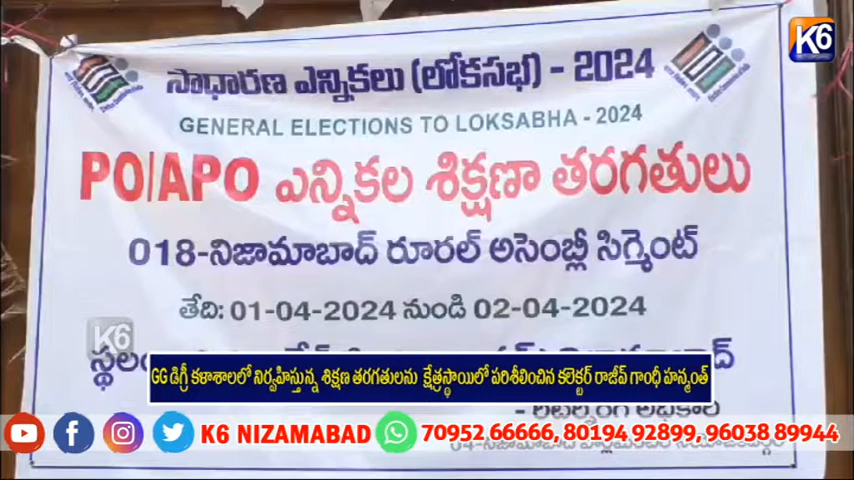 K6
సాధారణ ఎన్నికలు (లోకసభ) - 2024
GENERAL ELECTIONS TO LOKSABHA - 2024
PO/APO ఎన్నికల శిక్షణా తరగతులు
018-నిజామాబాద్ రూరల్ అసెంబ్లీ సిగ్మెంట్
తేది: 01-04-2024 నుండి 02-04-2024
K6
GG డిగ్రీ కళాశాలలో నిర్వహిస్తున్న శిక్షణ తరగతులను క్షేత్రస్థాయిలో పరిశీలించిన కలెక్టర్ రాజీవ్ గాంధీ హన్మంత్
K6 NIZAMABAD 70952 66666, 80194 92899, 96038 89944